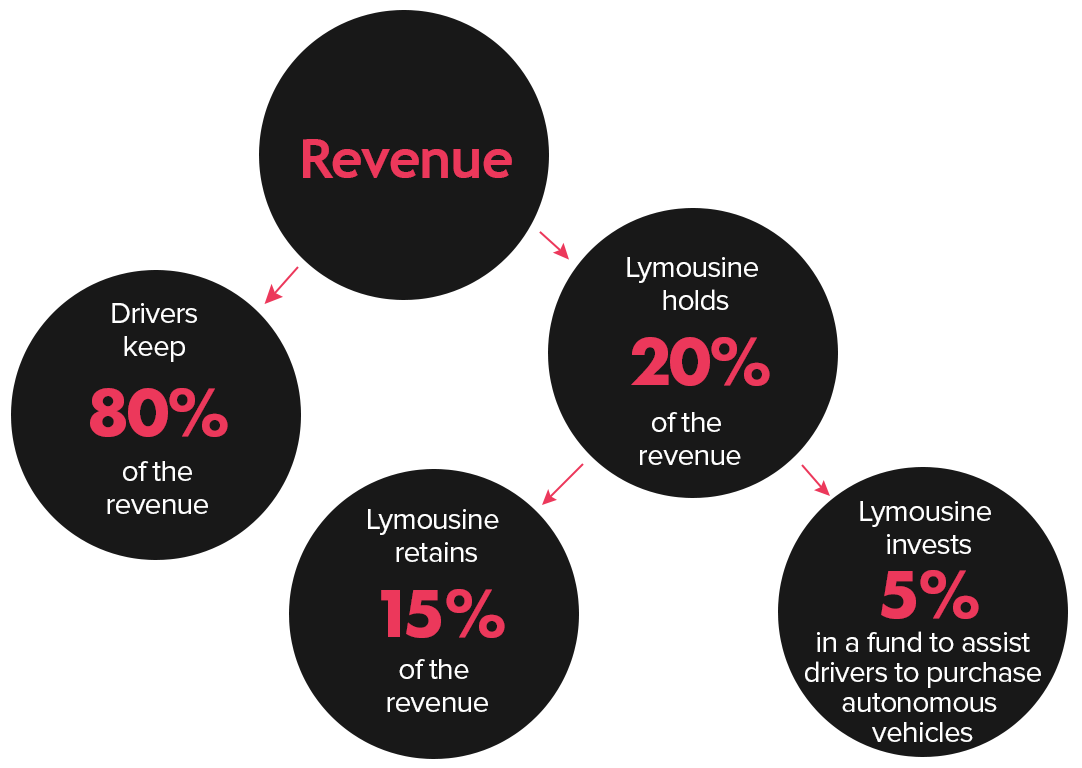 Revenue
Drivers
keep
80%
of the
revenue
Lymousine
holds
20%
of the
revenue
Lymousine
retains
15%
of the
revenue
Lymousine
invests
5%
in a fund to assist
drivers to purchase
autonomous
vehicles